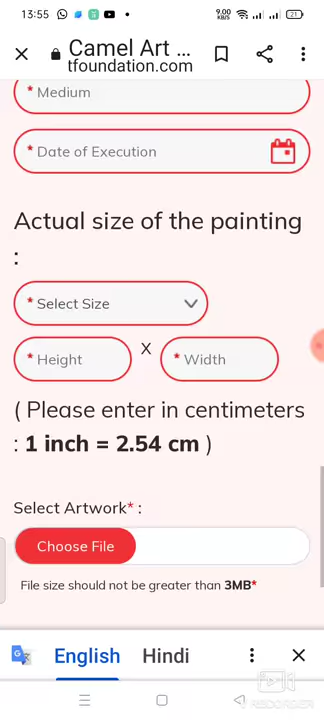 13:55
9.00
KB/S
21
Camel Art ...
tfoundation.com
* Medium
* Date of Execution
Actual size of the painting
:
* Select Size
* Height
X
* Width
( Please enter in centimeters
: 1 inch = 2.54 cm )
Select Artwork* :
Choose File
File size should not be greater than 3MB*
English
Hindi
RECORDER